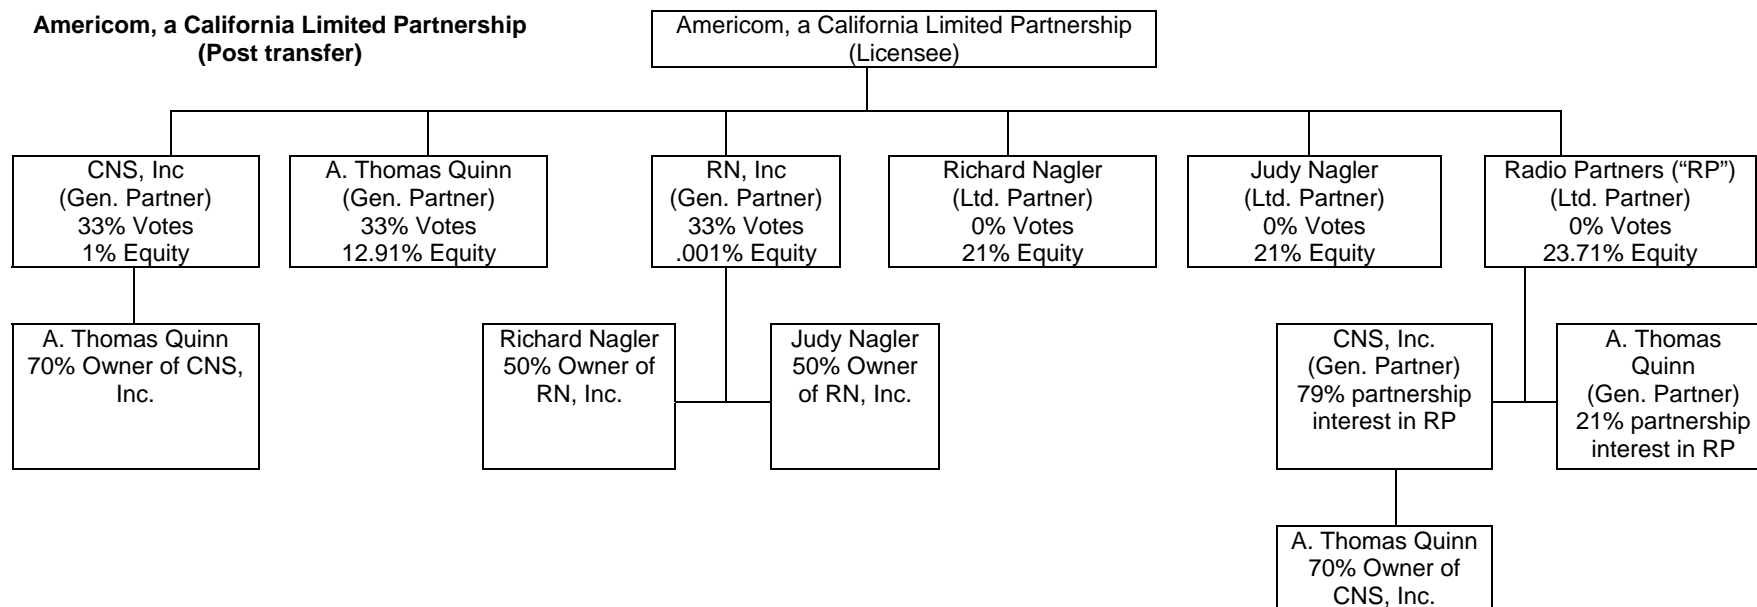 Americom, a California Limited Partnership
(Post transfer)
Americom, a California Limited Partnership
(Licensee)
CNS, Inc
(Gen. Partner)
33% Votes
1% Equity
A. Thomas Quinn
(Gen. Partner)
33% Votes
12.91% Equity
RN, Inc
(Gen. Partner)
33% Votes
.001% Equity
Richard Nagler
(Ltd. Partner)
0% Votes
21% Equity
Judy Nagler
(Ltd. Partner)
0% Votes
21% Equity
Radio Partners (“RP”)
(Ltd. Partner)
0% Votes
23.71% Equity
A. Thomas Quinn
70% Owner of CNS,
Inc.
Richard Nagler
50% Owner of
RN, Inc.
Judy Nagler
50% Owner
of RN, Inc.
CNS, Inc.
(Gen. Partner)
79% partnership
interest in RP
A. Thomas
Quinn
(Gen. Partner)
21% partnership
interest in RP
A. Thomas Quinn
70% Owner of
CNS, Inc.